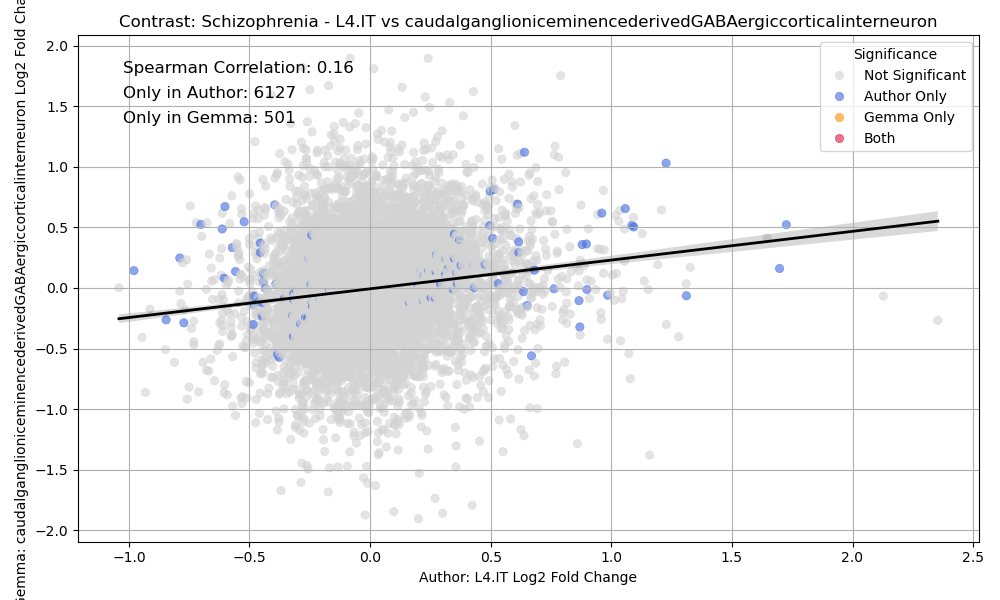 Contrast: Schizophrenia - L4.IT vs caudalganglioniceminencederivedGABAergiccorticalinterneuron
Spearman Correlation: 0.16
Only in Author: 6127
Only in Gemma: 501
Significance
Not Significant
Author Only
Gemma Only
Both
2.0
1.5
1.0
0.5
0.0
−0.5
−1.0
−1.5
−2.0
caudalganglioniceminencederivedGABAergiccorticalinterneuron Log2 Fold
−1.0
−0.5
0.0
0.5
1.0
1.5
2.0
2.5
Author: L4.IT Log2 Fold Change